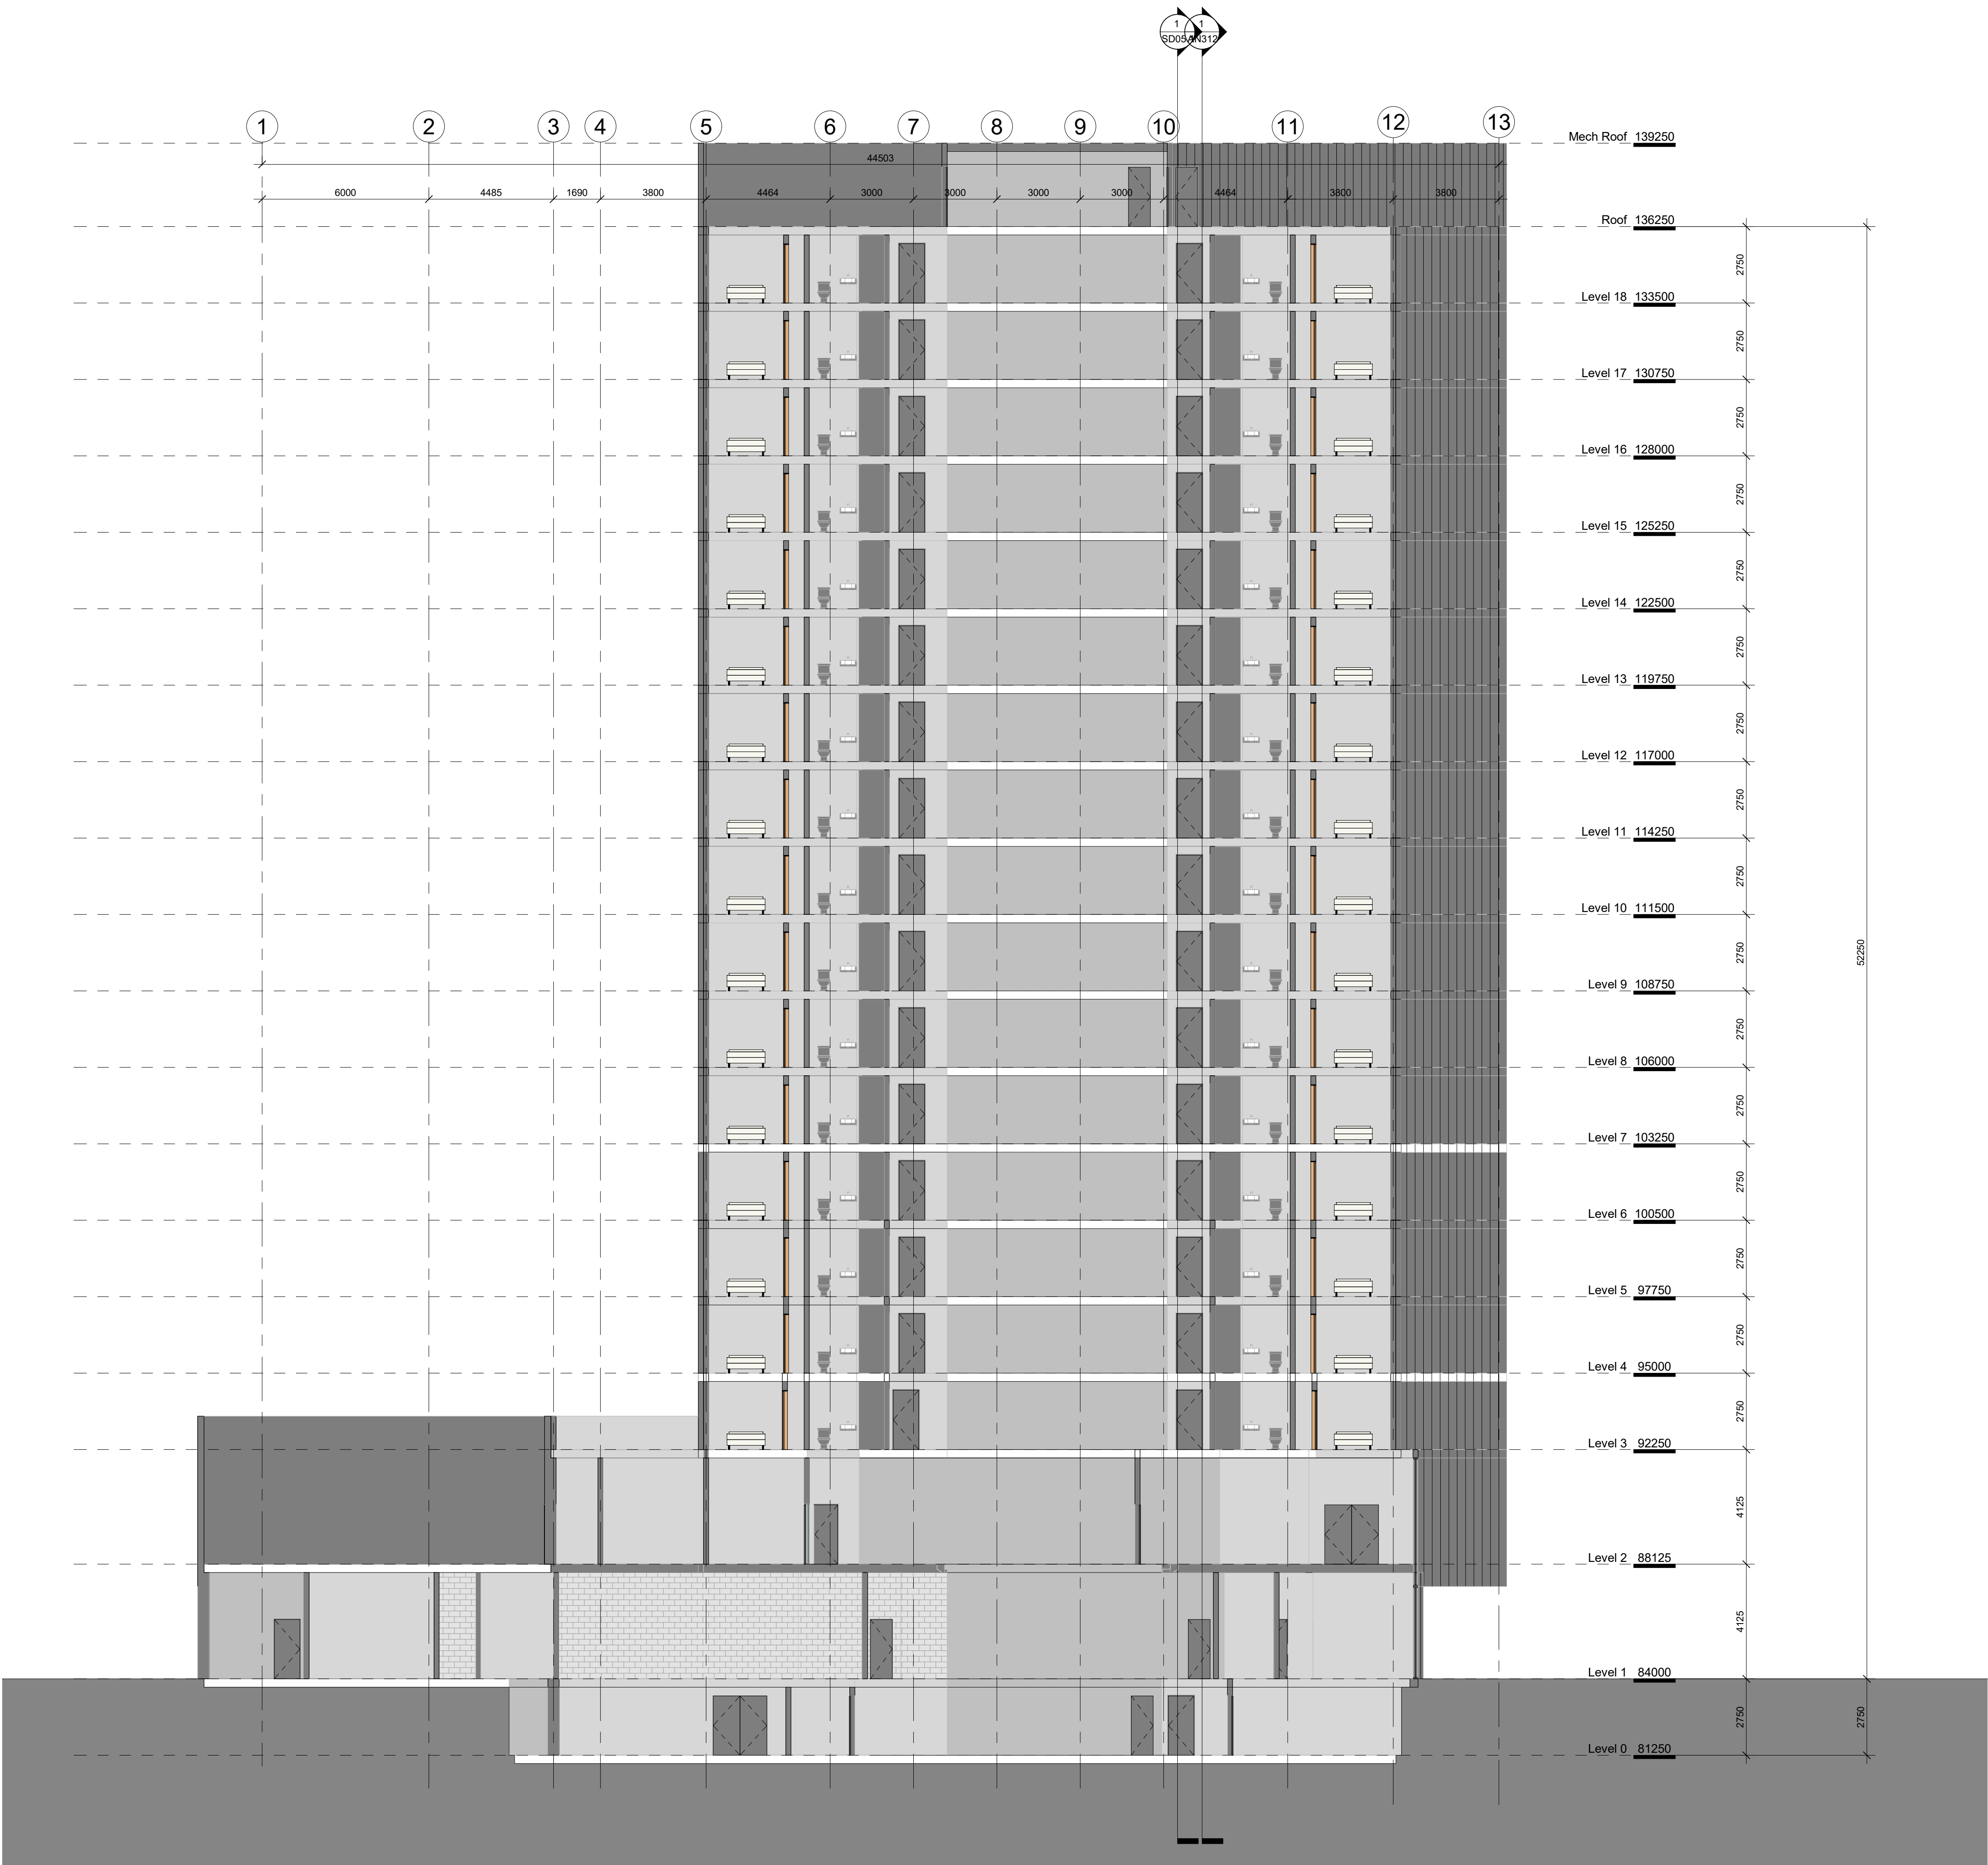 1 1
SD05 AN312
1 2 3 4 5 6 7 8 9 10 11 12 13
Mech Roof 139250
44503
6000 4485 1690 3800 4464 3000 3000 3000 3000 4464 3800 3800
Roof 136250
2750
Level 18 133500
2750
Level 17 130750
2750
Level 16 128000
2750
Level 15 125250
2750
Level 14 122500
2750
Level 13 119750
2750
Level 12 117000
2750
Level 11 114250
2750
Level 10 111500
2750
52250
Level 9 108750
2750
Level 8 106000
2750
Level 7 103250
2750
Level 6 100500
2750
Level 5 97750
2750
Level 4 95000
2750
Level 3 92250
4125
Level 2 88125
4125
Level 1 84000
2750 2750
Level 0 81250